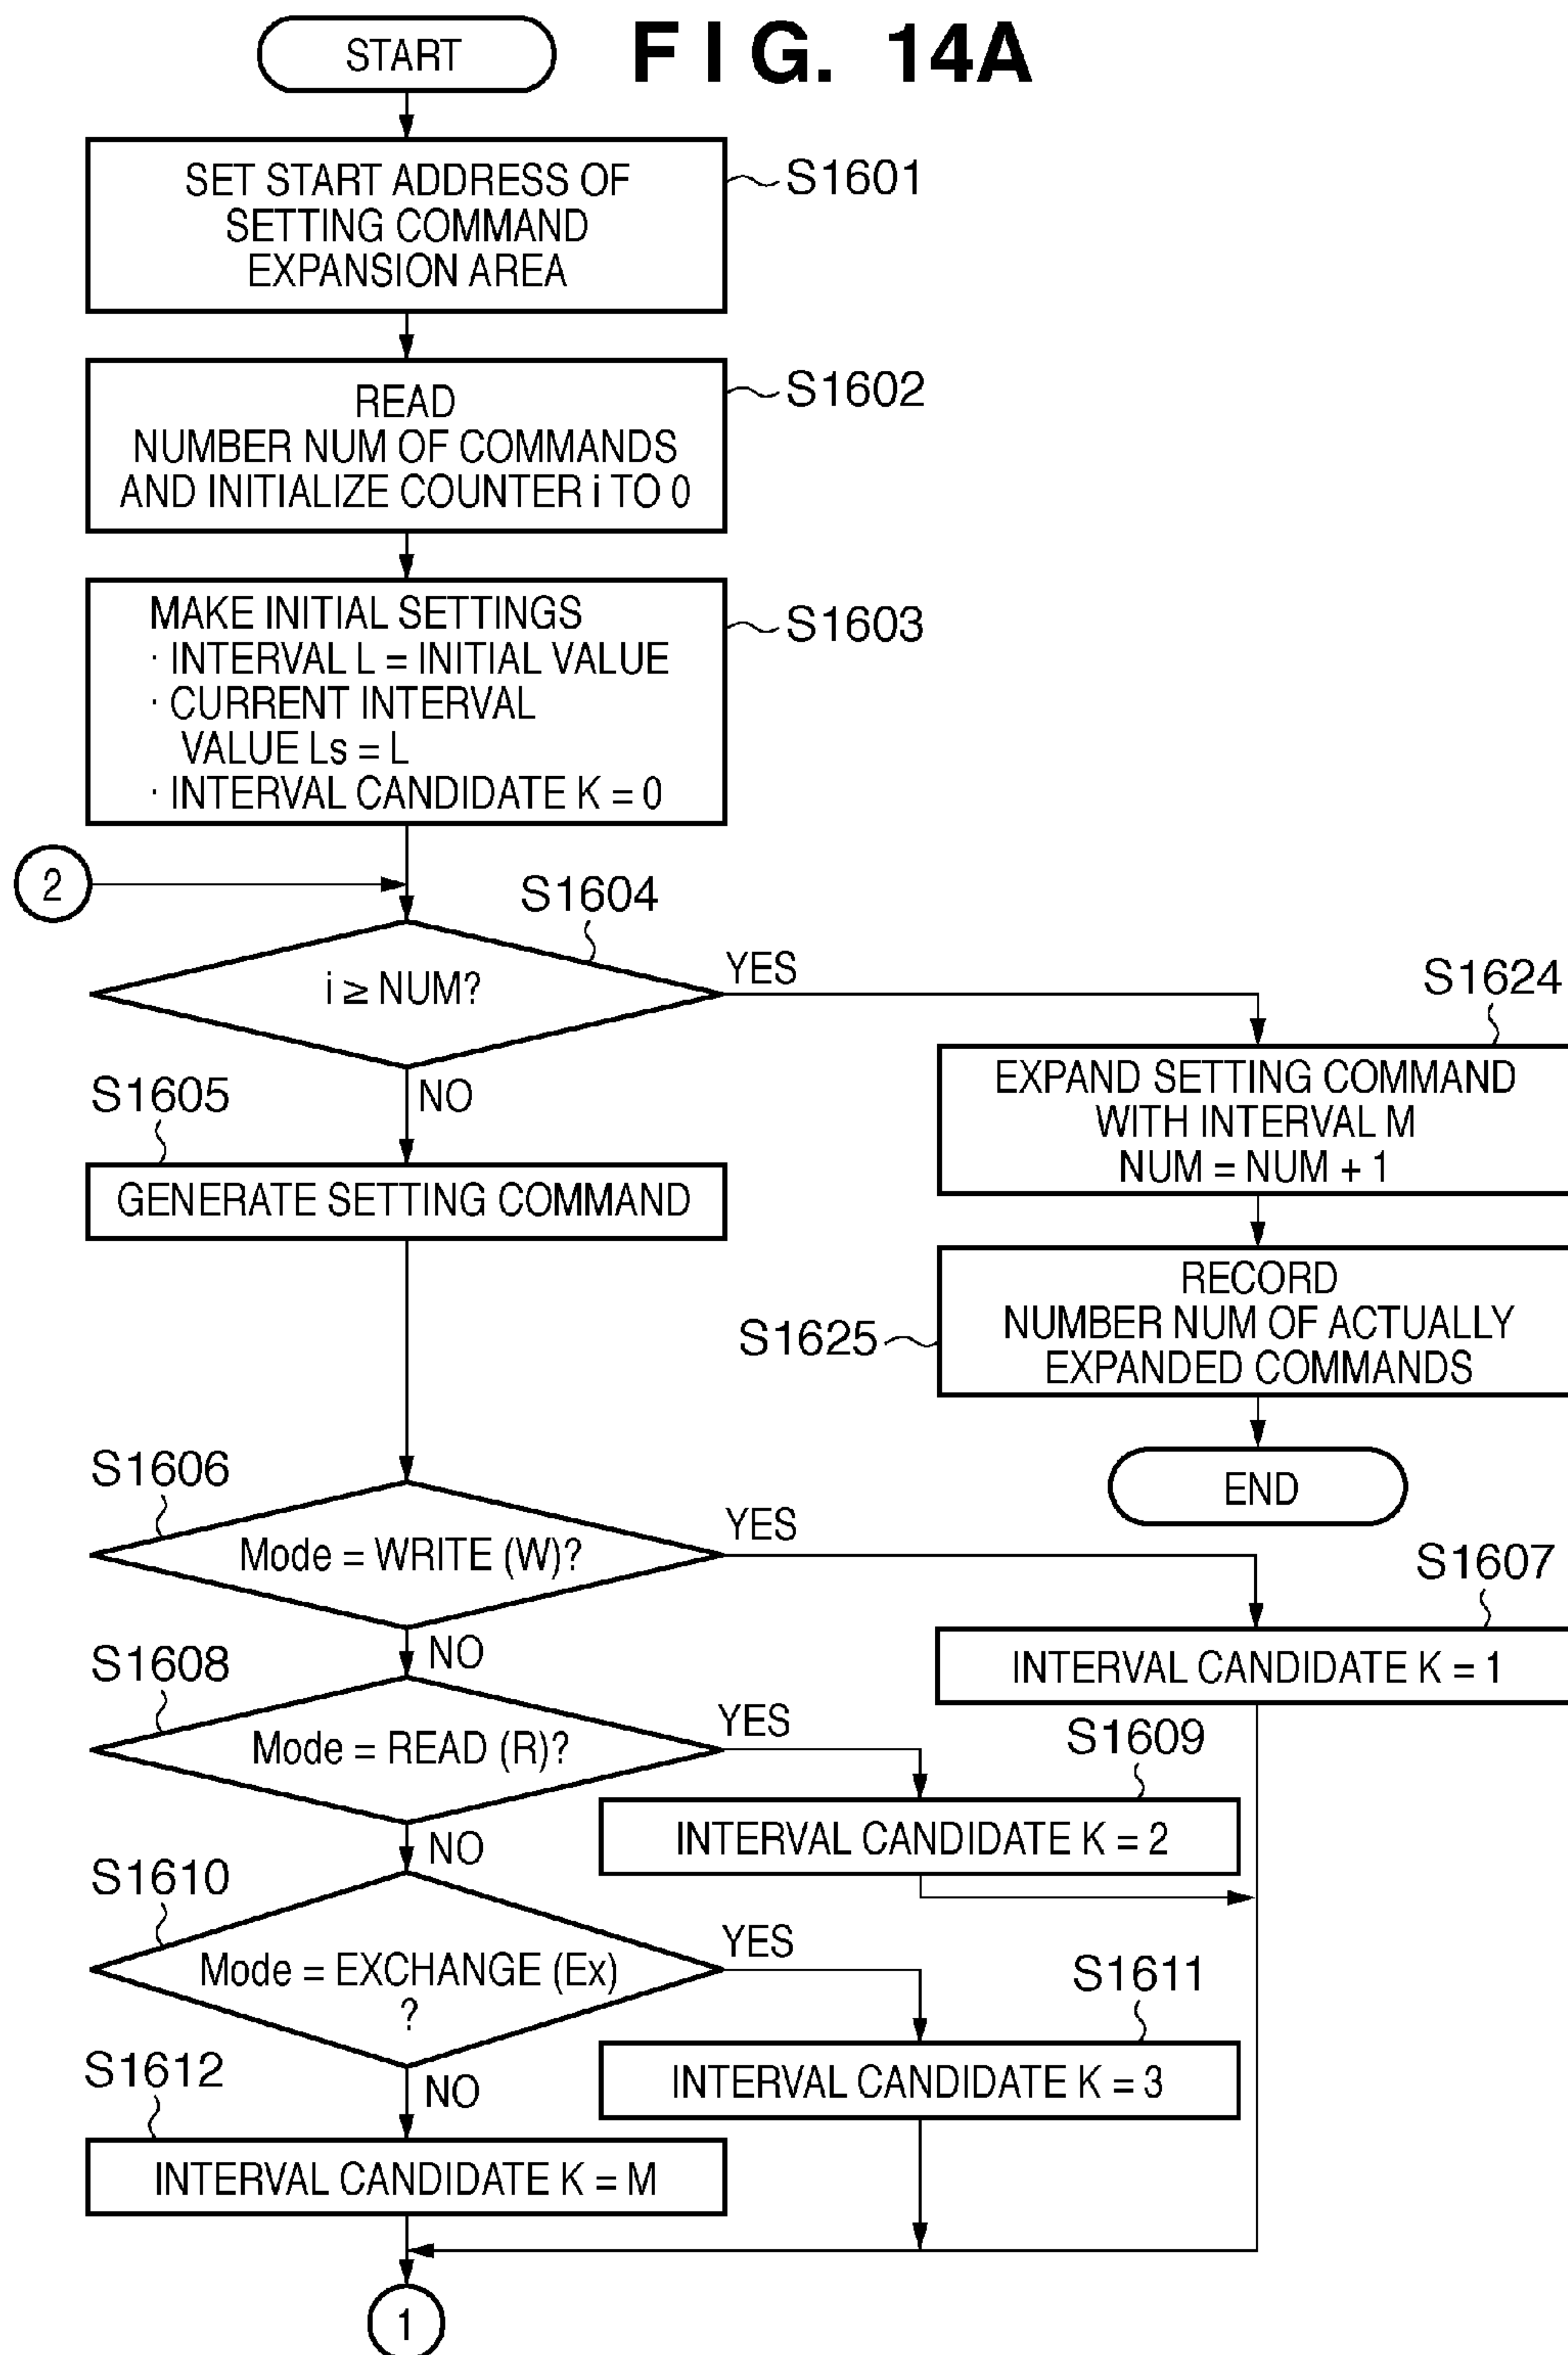 START
F I G. 14A
SET START ADDRESS OF
SETTING COMMAND
EXPANSION AREA
S1601
READ
NUMBER NUM OF COMMANDS
AND INITIALIZE COUNTER i TO 0
S1602
MAKE INITIAL SETTINGS
· INTERVAL L = INITIAL VALUE
· CURRENT INTERVAL
VALUE Ls = L
· INTERVAL CANDIDATE K = 0
S1603
2
S1604
i ≥ NUM?
YES
NO
S1624
EXPAND SETTING COMMAND
WITH INTERVAL M
NUM = NUM + 1
S1605
GENERATE SETTING COMMAND
RECORD
NUMBER NUM OF ACTUALLY
EXPANDED COMMANDS
S1625
END
S1606
Mode = WRITE (W)?
YES
NO
S1607
INTERVAL CANDIDATE K = 1
S1608
Mode = READ (R)?
YES
NO
S1609
INTERVAL CANDIDATE K = 2
S1610
Mode = EXCHANGE (Ex)
?
YES
NO
S1611
INTERVAL CANDIDATE K = 3
S1612
INTERVAL CANDIDATE K = M
1